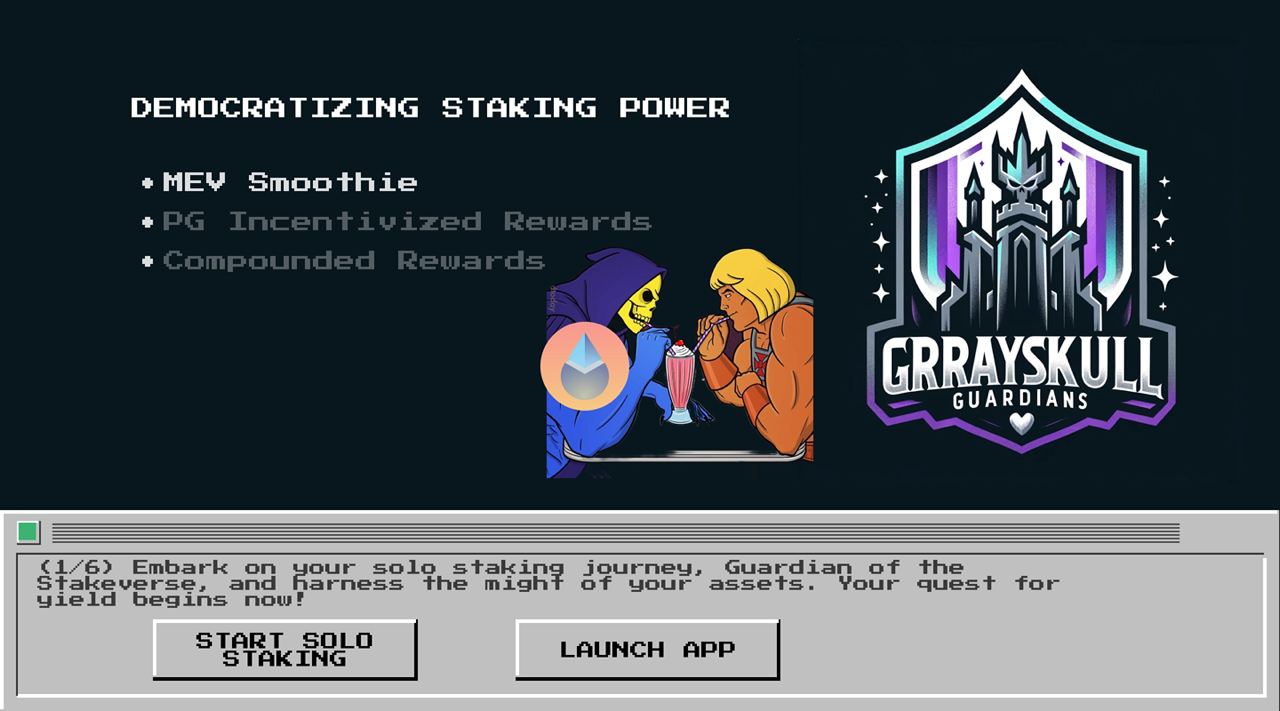 DEMOCRATIZING STAKING POWER
• MEV Smoothie
• PG Incentivized Rewards
• Compounded Rewards
GRRAYSKULL
GUARDIANS
(1/6) Embark on your solo staking journey, Guardian of the
Stakeverse, and harness the might of your assets. Your quest for
yield begins now!
START SOLO
STAKING
LAUNCH APP